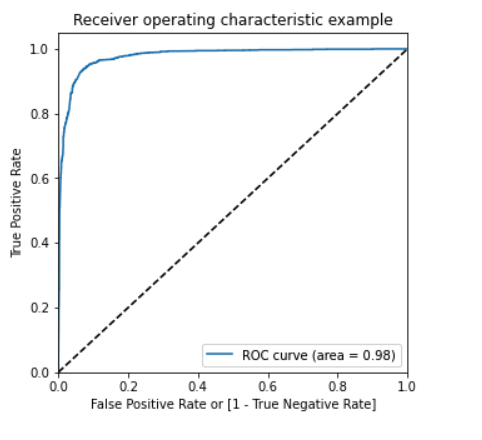 Receiver operating characteristic example
True Positive Rate
1.0
0.8
0.6
0.4
0.2
0.0
ROC curve (area = 0.98)
0.0 0.2 0.4 0.6 0.8 1.0
False Positive Rate or [1 - True Negative Rate]